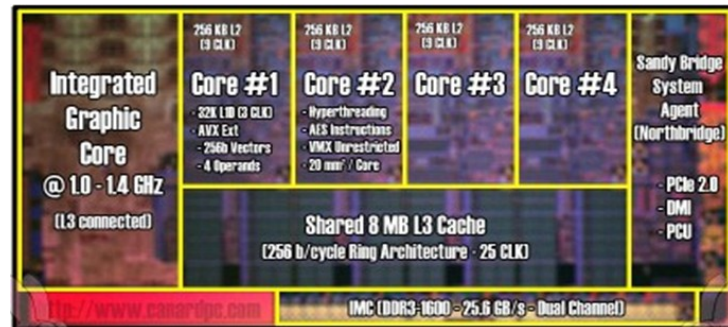 Integrated
Graphic
Core
@ 1.0 - 1.4 GHz
(L3 connected)
256 KB L2
(9 CLK)
Core #1
- 32K L1D (3 CLK)
- AVX Ext
- 256b Vectors
- 4 Operands
256 KB L2
(9 CLK)
Core #2
- Hyperthreading
- AES Instructions
- VMX Unrestricted
- 20 mm² / Core
256 KB L2
(9 CLK)
Core #3
256 KB L2
(9 CLK)
Core #4
Sandy Bridge
System
Agent
(Northbridge)
- PCIe 2.0
- DMI
- PCU
Shared 8 MB L3 Cache
(256 b/cycle Ring Architecture - 25 CLK)
http://www.canardpc.com
IMC (DDR3-1600 - 25.6 GB/s - Dual Channel)